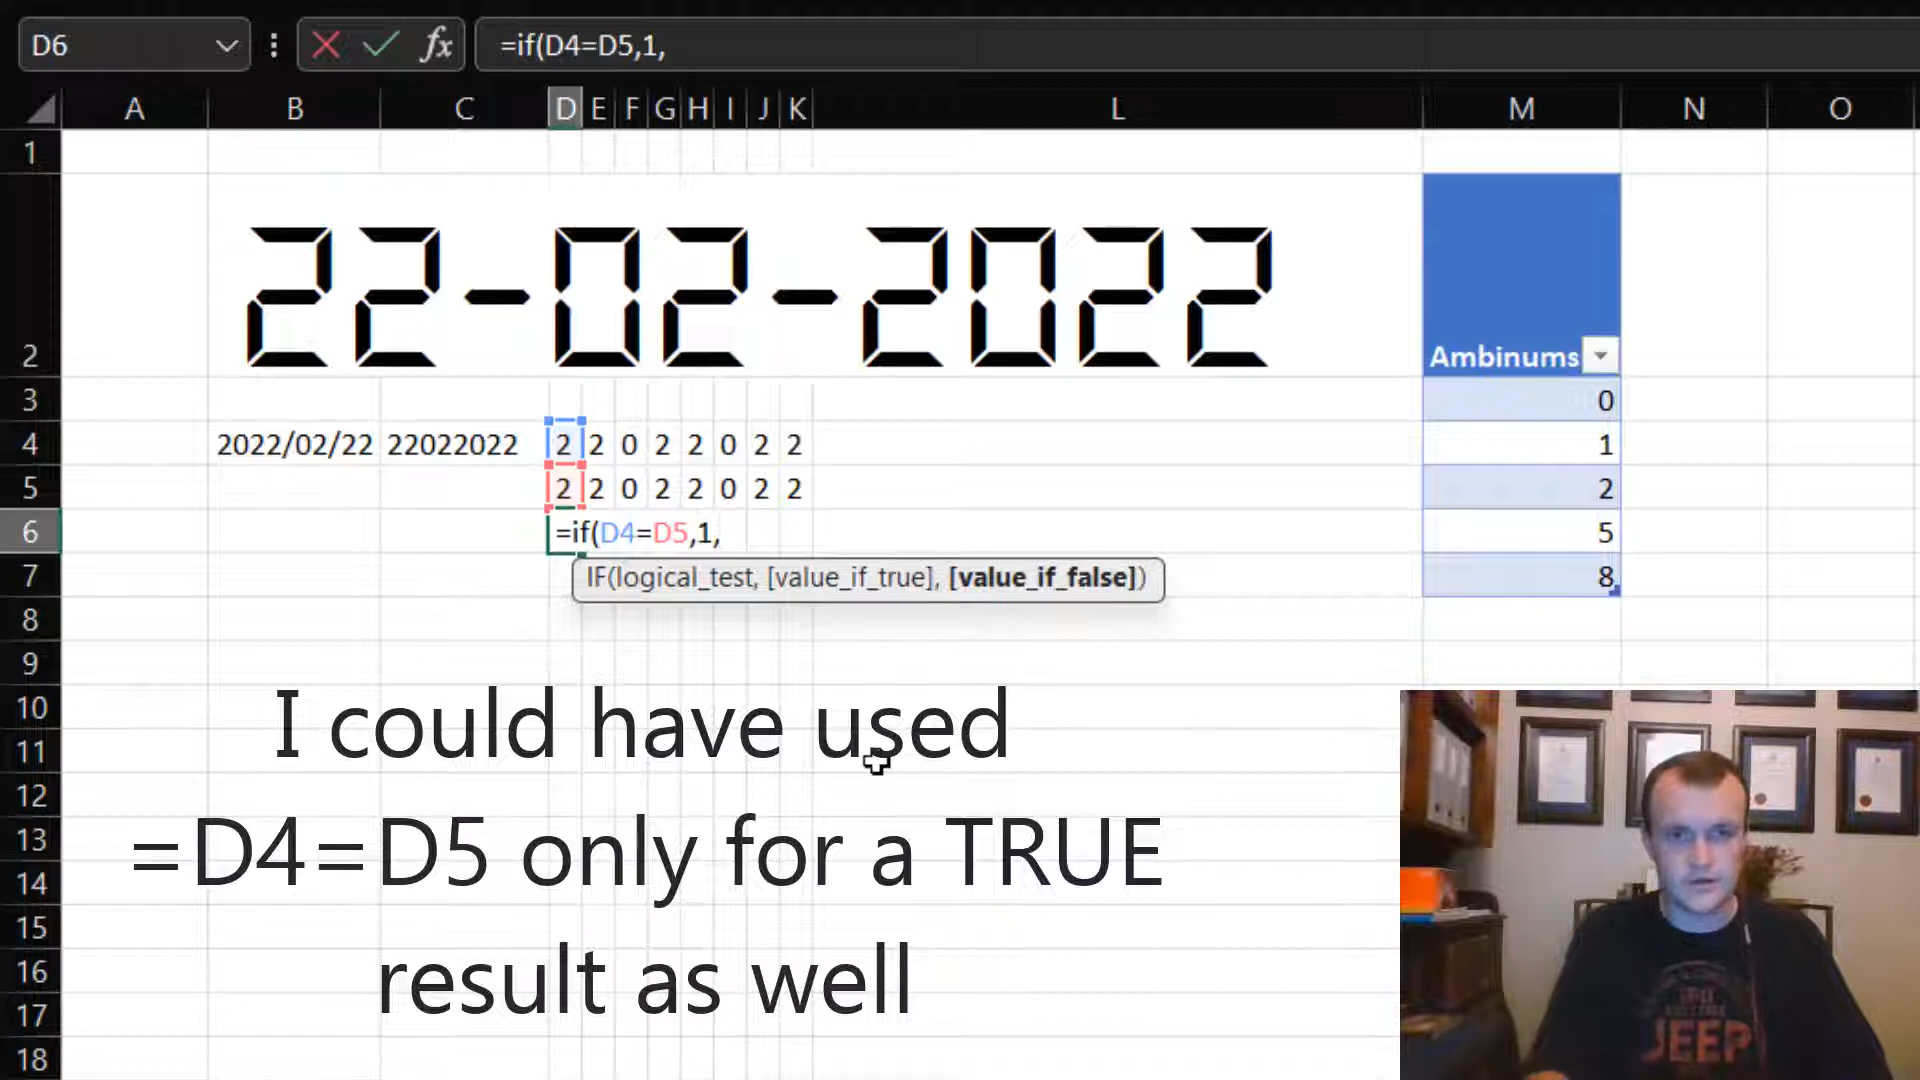 D6 fx =if(D4=D5,1,
A B C D E F G H I J K L M N O
1
22-02-2022
2 Ambinums
3 0
4 2022/02/22 22022022 2 2 0 2 2 0 2 2 1
5 2 2 0 2 2 0 2 2 2
6 =if(D4=D5,1, 5
7 IF(logical_test, [value_if_true], [value_if_false]) 8
8
9
10
I could have used
11
12
13
=D4=D5 only for a TRUE
14
15
16
result as well
17
18
JEEP